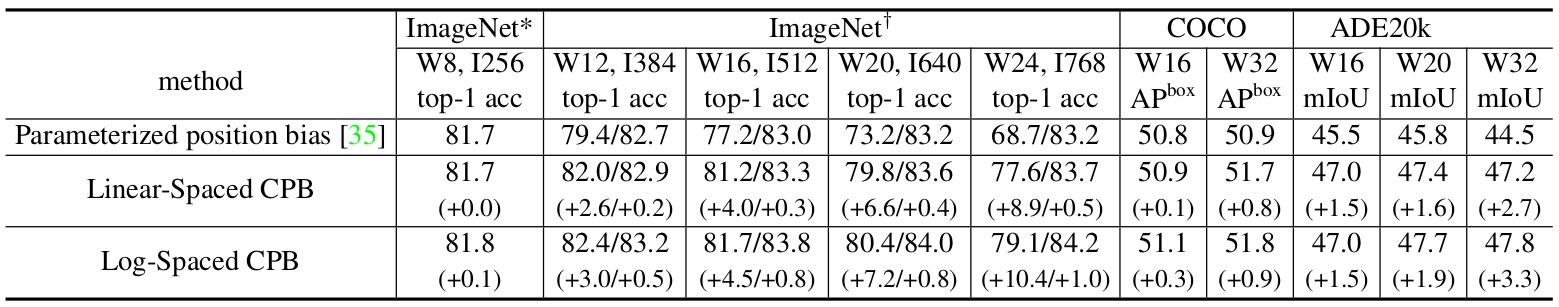 ImageNet* ImageNet† COCO ADE20k
method W8, I256 W12, I384 W16, I512 W20, I640 W24, I768 W16 W32 W16 W20 W32
top-1 acc top-1 acc top-1 acc top-1 acc top-1 acc APbox APbox mIoU mIoU mIoU
Parameterized position bias [35] 81.7 79.4/82.7 77.2/83.0 73.2/83.2 68.7/83.2 50.8 50.9 45.5 45.8 44.5
Linear-Spaced CPB 81.7 82.0/82.9 81.2/83.3 79.8/83.6 77.6/83.7 50.9 51.7 47.0 47.4 47.2
(+0.0) (+2.6/+0.2) (+4.0/+0.3) (+6.6/+0.4) (+8.9/+0.5) (+0.1) (+0.8) (+1.5) (+1.6) (+2.7)
Log-Spaced CPB 81.8 82.4/83.2 81.7/83.8 80.4/84.0 79.1/84.2 51.1 51.8 47.0 47.7 47.8
(+0.1) (+3.0/+0.5) (+4.5/+0.8) (+7.2/+0.8) (+10.4/+1.0) (+0.3) (+0.9) (+1.5) (+1.9) (+3.3)